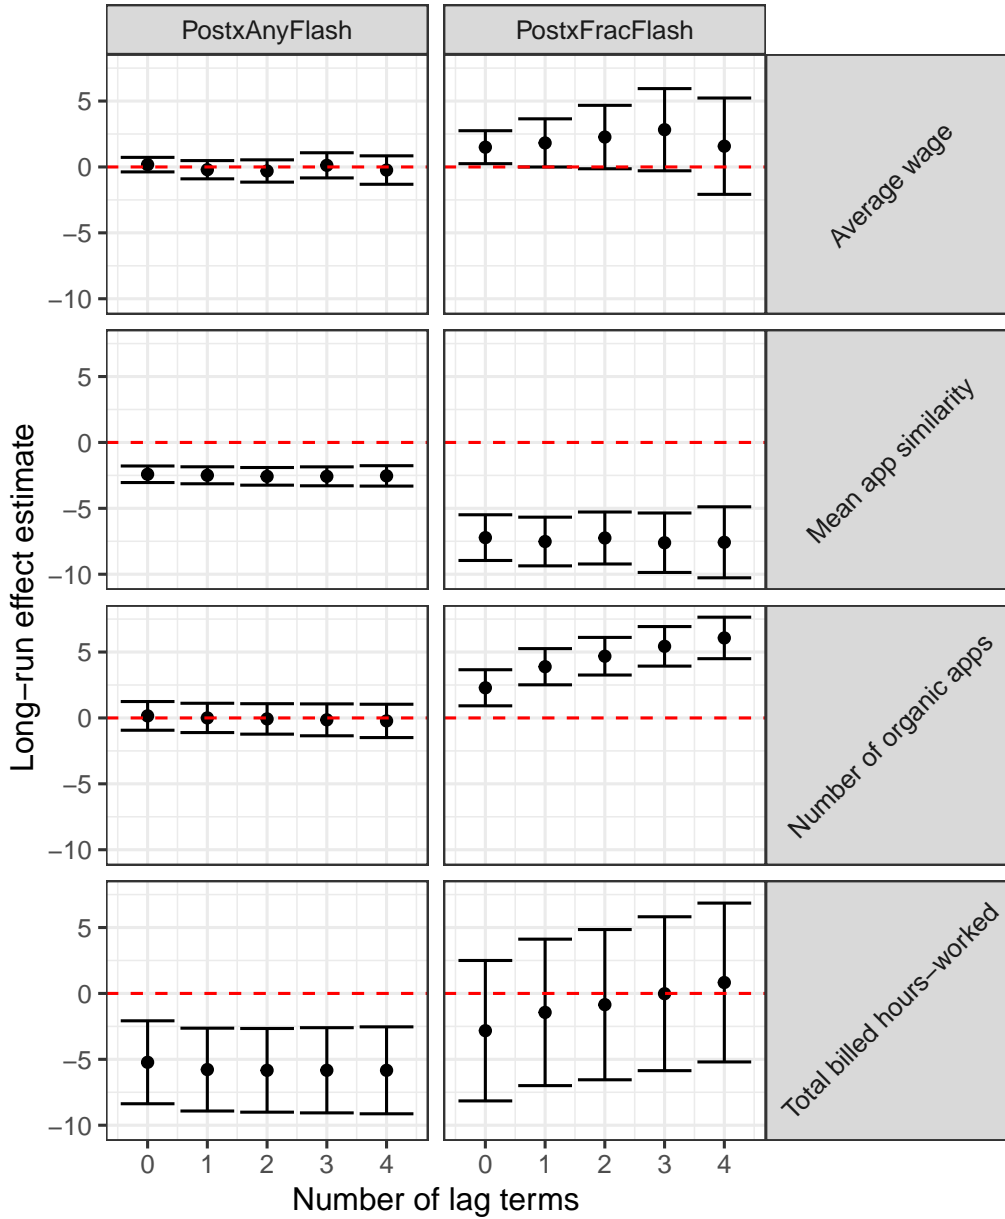 PostxAnyFlash PostxFracFlash
5
0
−5
−10
Average wage
5
0
−5
−10
Mean app similarity
5
0
−5
−10
Number of organic apps
5
0
−5
−10
Total billed hours−worked
Long−run effect estimate
0 1 2 3 4 0 1 2 3 4
Number of lag terms